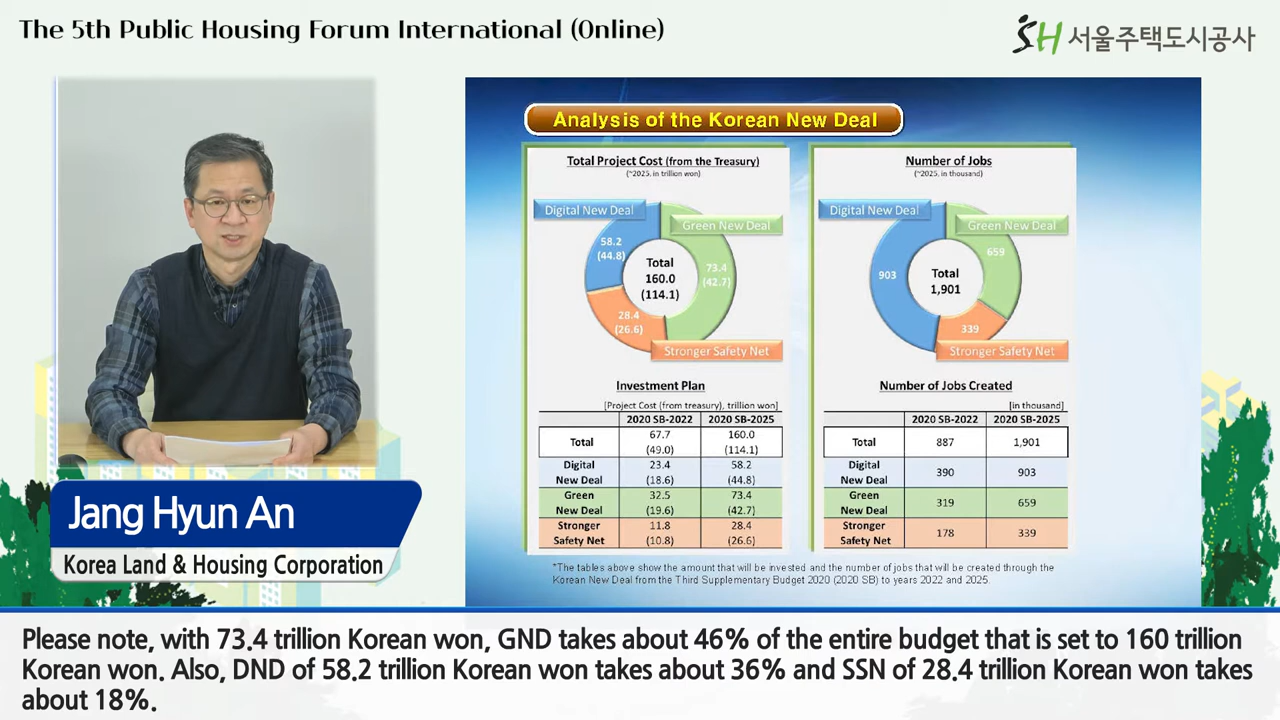 The 5th Public Housing Forum International (Online)
SH 서울주택도시공사
Analysis of the Korean New Deal
Total Project Cost (from the Treasury)
(~2025, in trillion won)
Digital New Deal
Green New Deal
58.2
(44.8)
Total
160.0
(114.1)
73.4
(42.7)
28.4
(26.6)
Stronger Safety Net
Investment Plan
[Project Cost (from treasury), trillion won]
2020 SB-2022 2020 SB-2025
Total 67.7 (49.0) 160.0 (114.1)
Digital New Deal 23.4 (18.6) 58.2 (44.8)
Green New Deal 32.5 (19.6) 73.4 (42.7)
Stronger Safety Net 11.8 (10.8) 28.4 (26.6)
Number of Jobs
(~2025, in thousand)
Digital New Deal
Green New Deal
659
903
Total
1,901
339
Stronger Safety Net
Number of Jobs Created
[in thousand]
2020 SB-2022 2020 SB-2025
Total 887 1,901
Digital New Deal 390 903
Green New Deal 319 659
Stronger Safety Net 178 339
*The tables above show the amount that will be invested and the number of jobs that will be created through the
Korean New Deal from the Third Supplementary Budget 2020 (2020 SB) to years 2022 and 2025.
Jang Hyun An
Korea Land & Housing Corporation
Please note, with 73.4 trillion Korean won, GND takes about 46% of the entire budget that is set to 160 trillion
Korean won. Also, DND of 58.2 trillion Korean won takes about 36% and SSN of 28.4 trillion Korean won takes
about 18%.